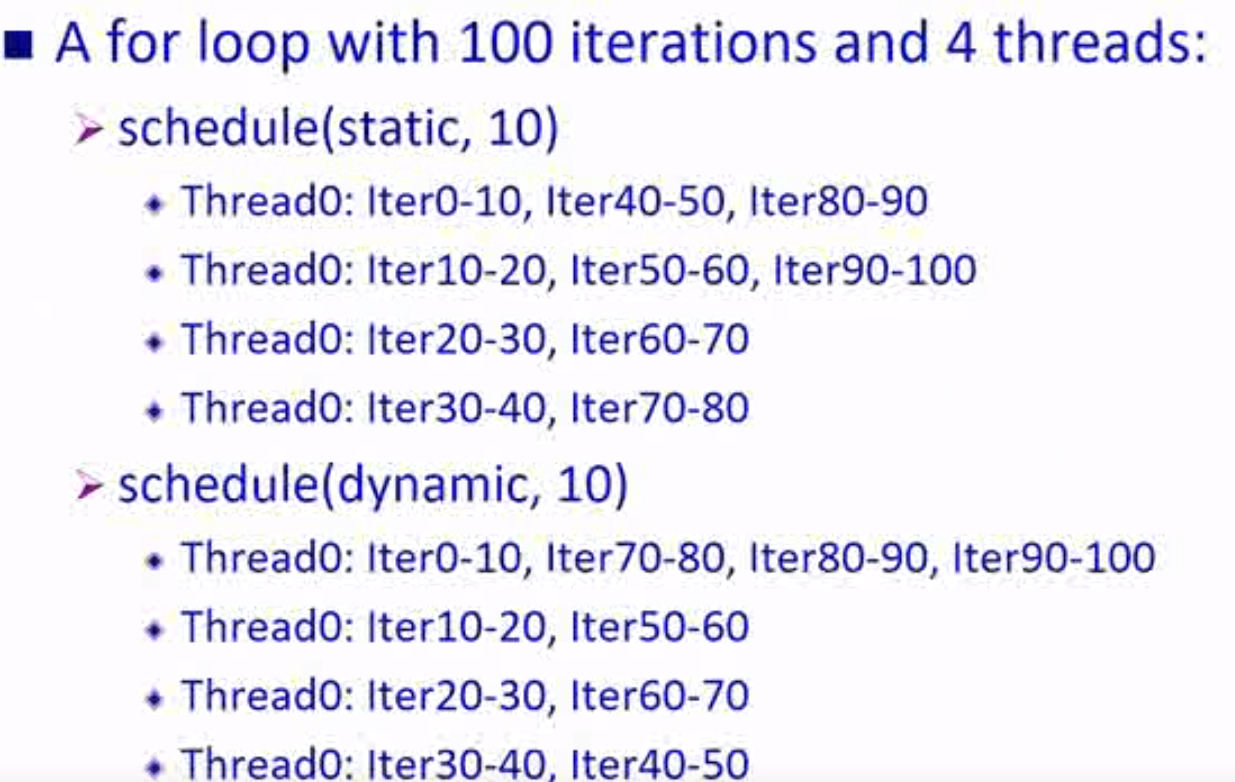 A for loop with 100 iterations and 4 threads:
schedule(static, 10)
Thread0: Iter0-10, Iter40-50, Iter80-90
Thread0: Iter10-20, Iter50-60, Iter90-100
Thread0: Iter20-30, Iter60-70
Thread0: Iter30-40, Iter70-80
schedule(dynamic, 10)
Thread0: Iter0-10, Iter70-80, Iter80-90, Iter90-100
Thread0: Iter10-20, Iter50-60
Thread0: Iter20-30, Iter60-70
Thread0: Iter30-40, Iter40-50